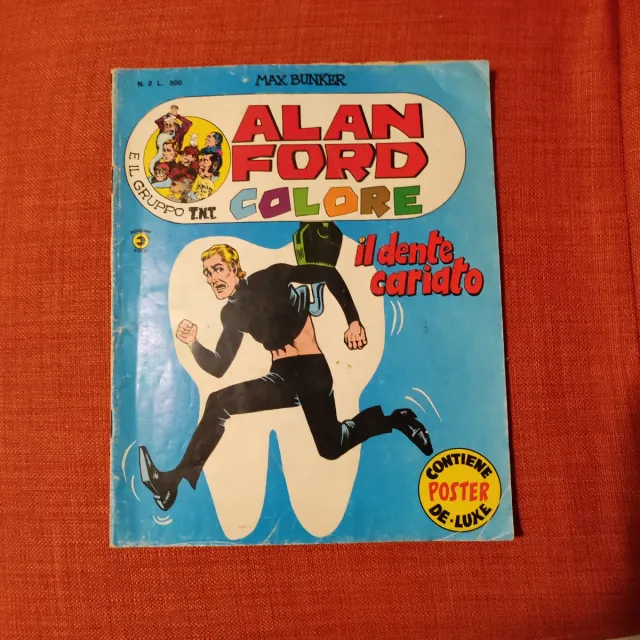 N. 2 L. 500
MAX BUNKER
ALAN
FORD
E IL GRUPPO T.N.T.
COLORE
il dente
cariato
CONTIENE
POSTER
DE-LUXE